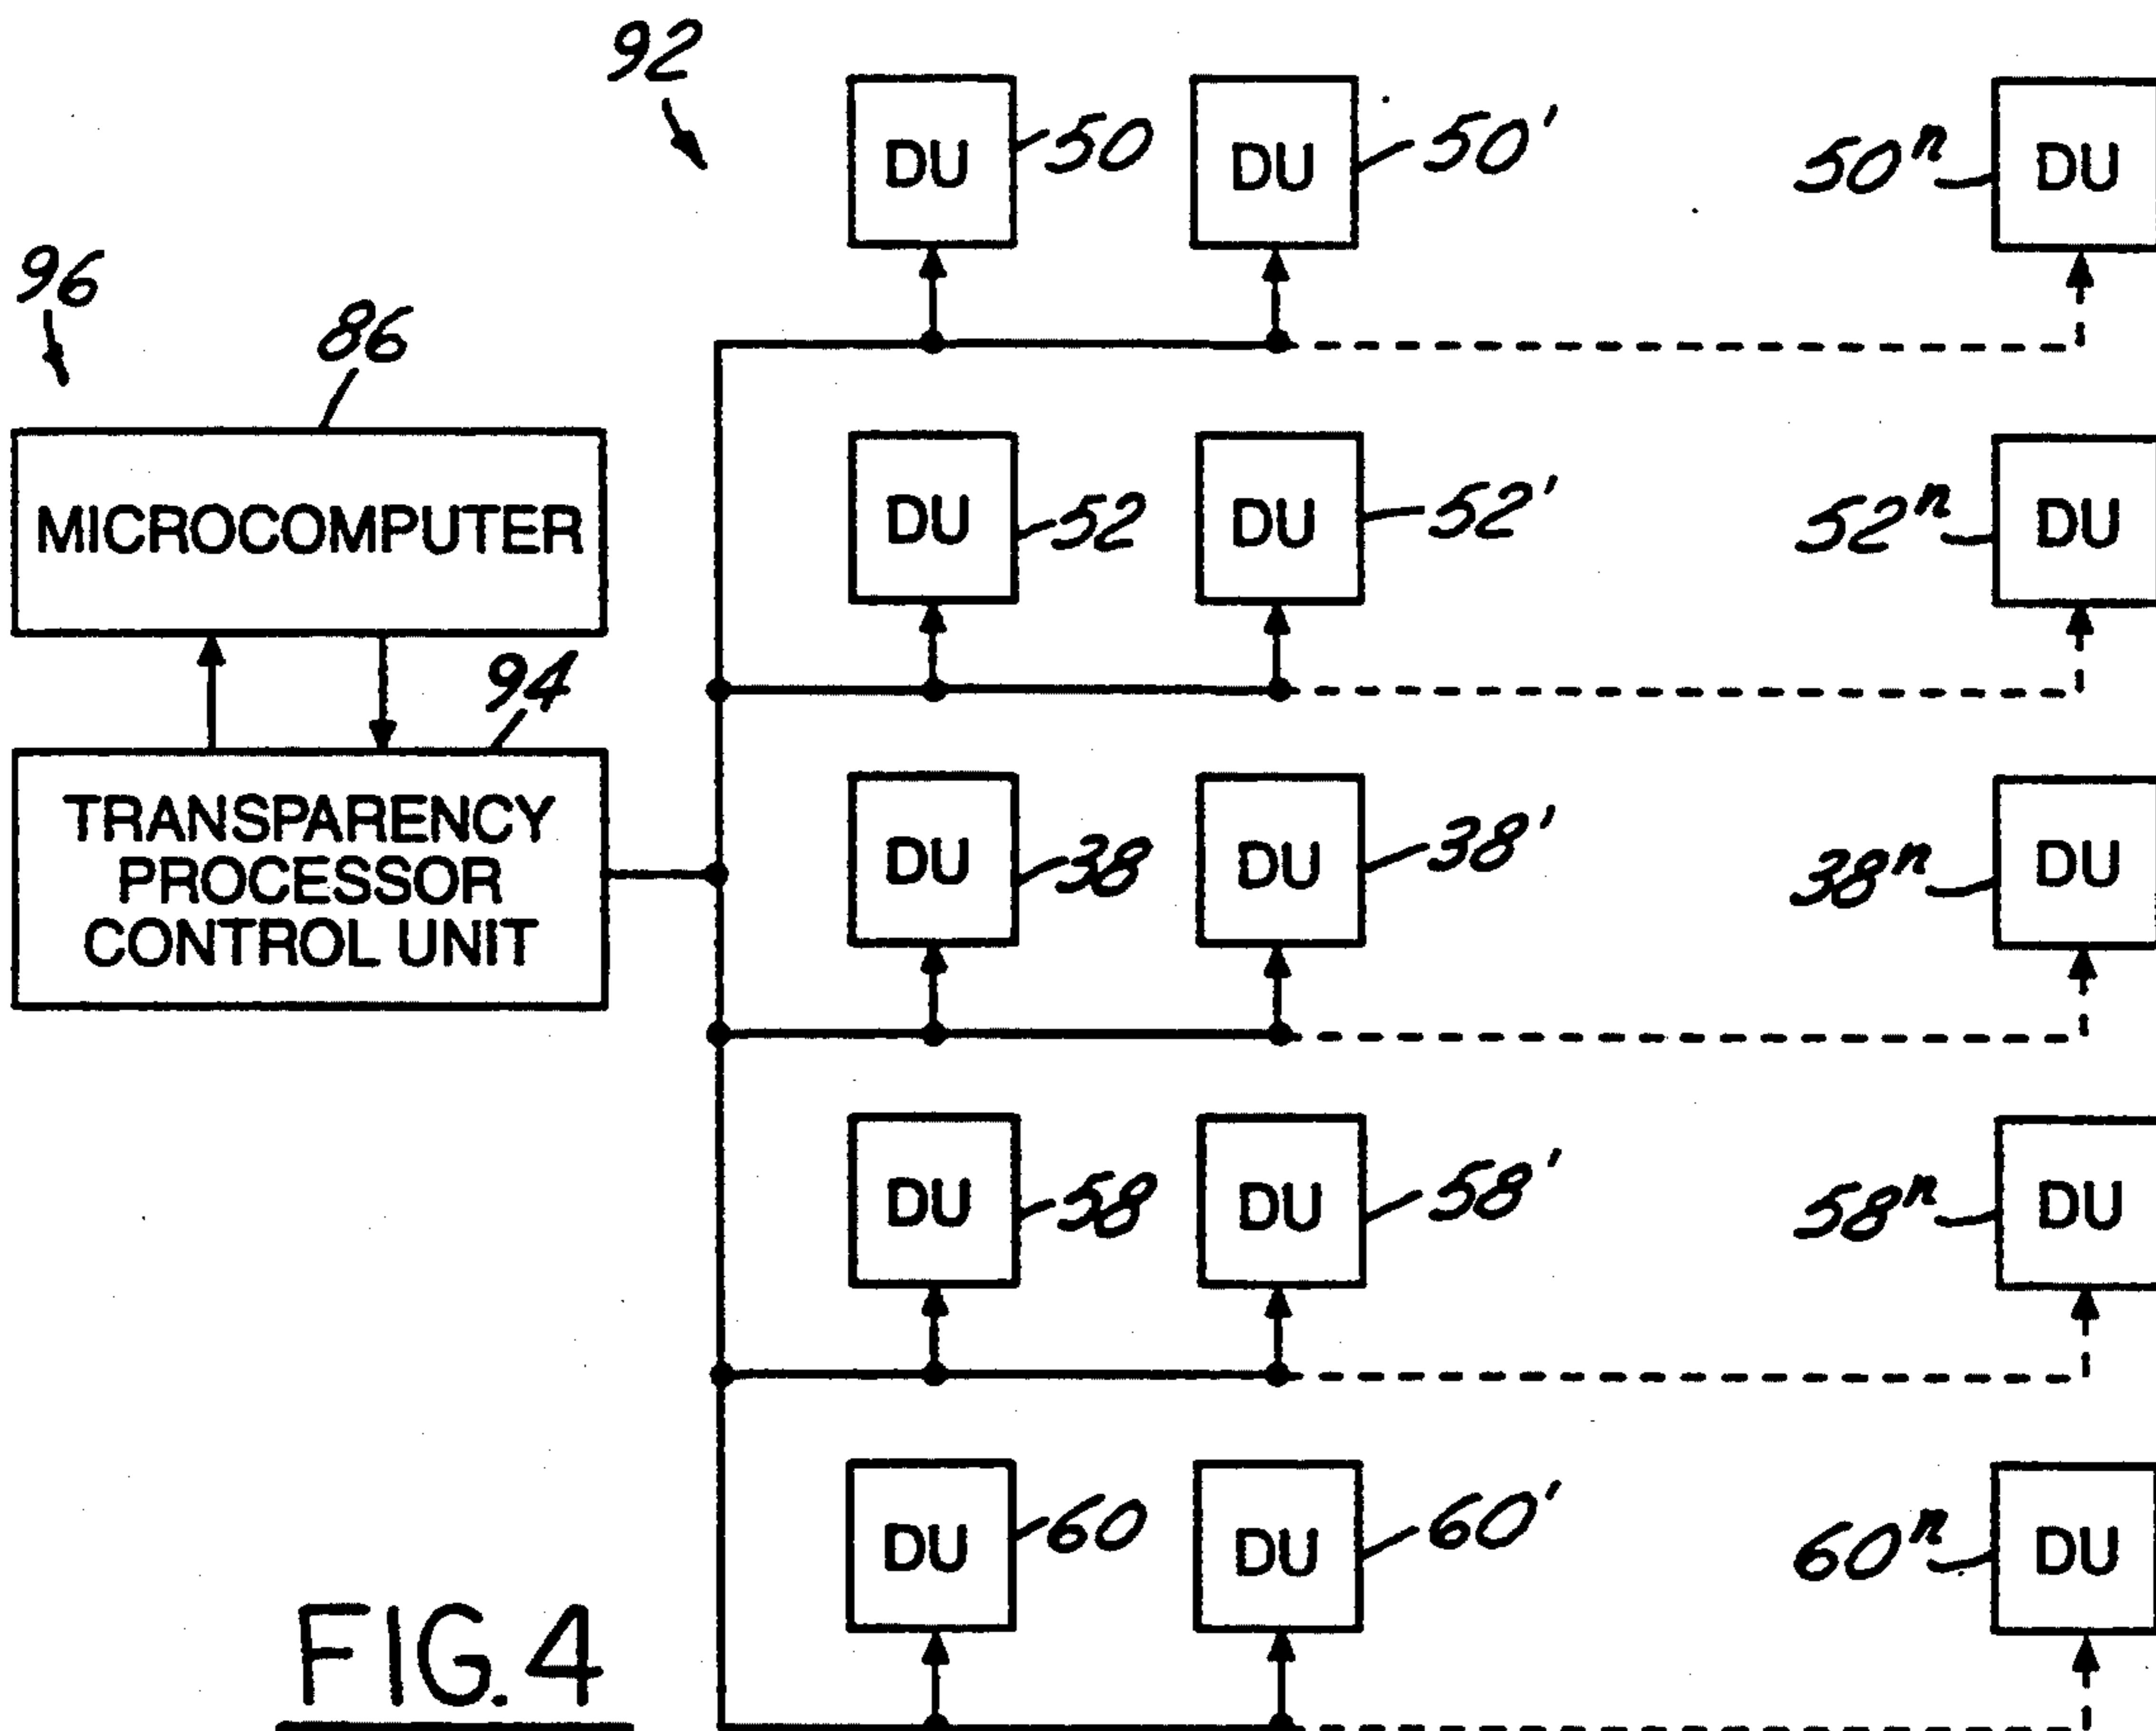 92
DU 50 DU 50' 50ⁿ DU
96
86
DU 52 DU 52' 52ⁿ DU
MICROCOMPUTER
94
TRANSPARENCY
PROCESSOR
CONTROL UNIT
DU 38 DU 38' 38ⁿ DU
DU 58 DU 58' 58ⁿ DU
DU 60 DU 60' 60ⁿ DU
FIG. 4